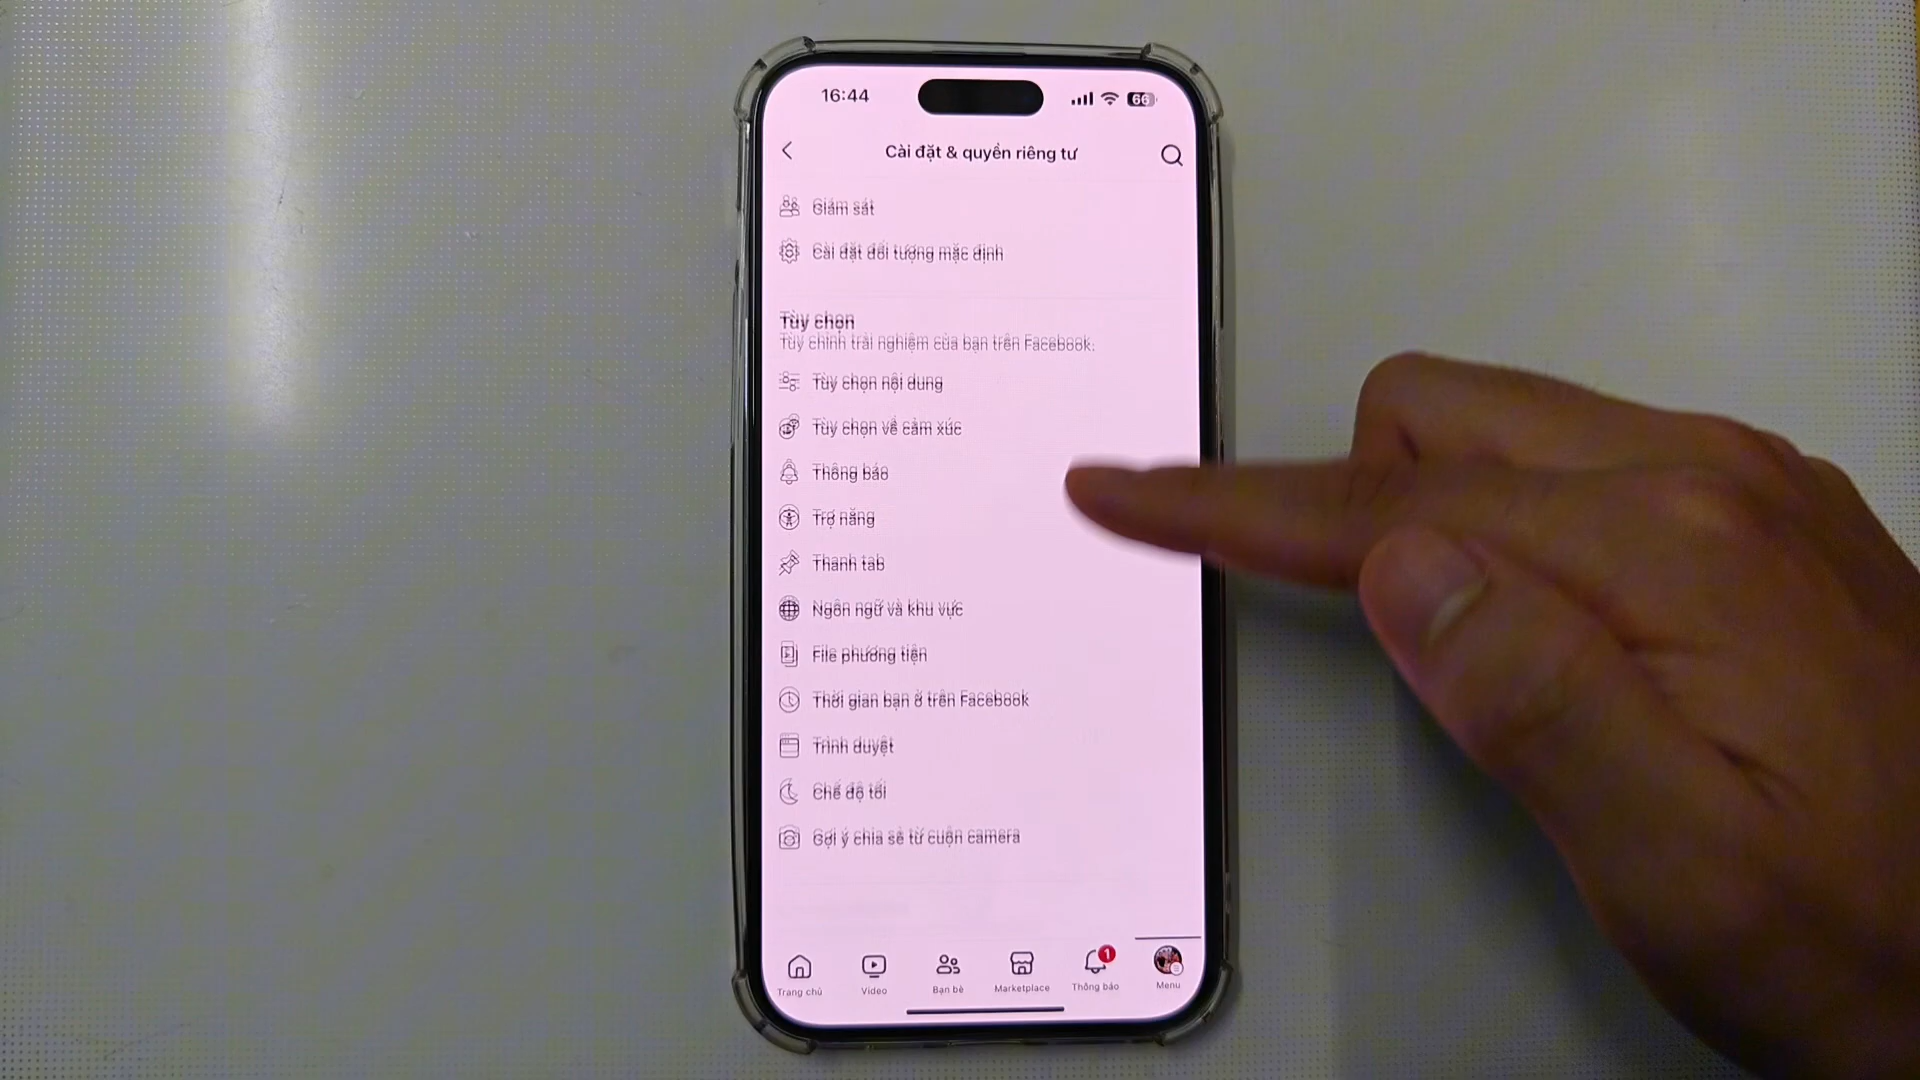 16:44
66
Cài đặt & quyền riêng tư
Giám sát
Cài đặt đối tượng mặc định
Tùy chọn
Tùy chỉnh trải nghiệm của bạn trên Facebook.
Tùy chọn nội dung
Tùy chọn về cảm xúc
Thông báo
Trợ năng
Thanh tab
Ngôn ngữ và khu vực
File phương tiện
Thời gian bạn ở trên Facebook
Trình duyệt
Chế độ tối
Gợi ý chia sẻ từ cuộn camera
1
Trang chủ
Video
Bạn bè
Marketplace
Thông báo
Menu